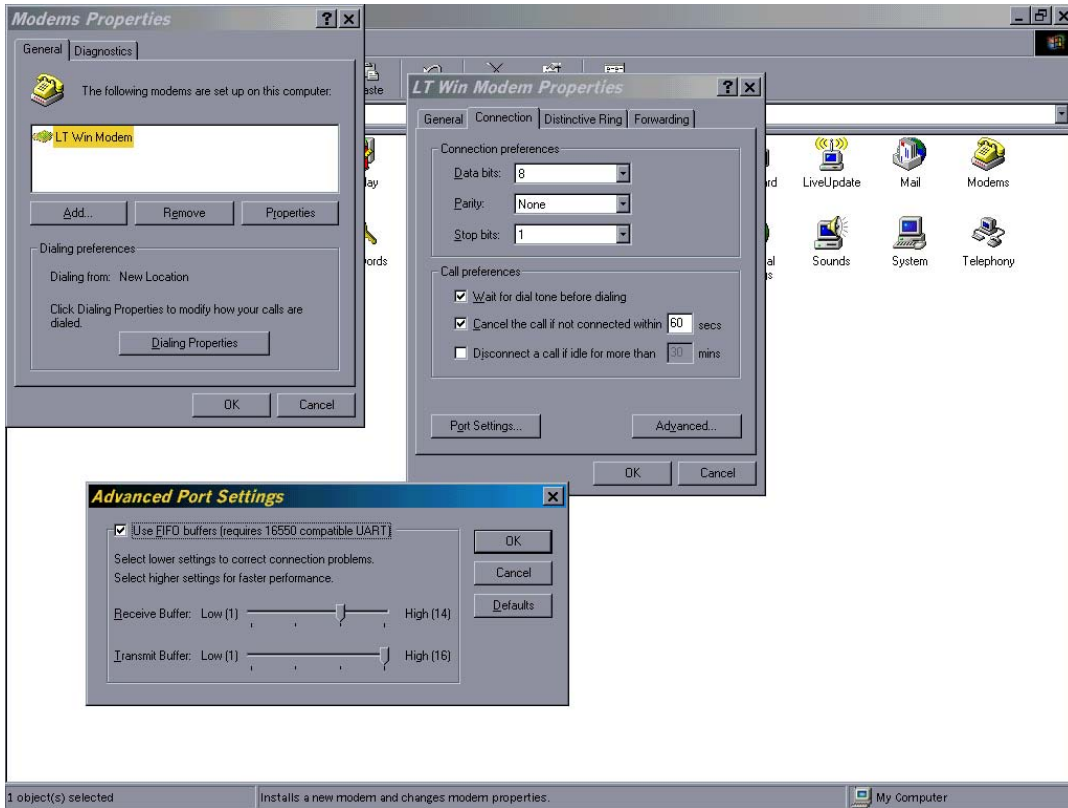 Modems Properties
General Diagnostics
The following modems are set up on this computer:
LT Win Modem
Add... Remove Properties
Dialing preferences
Dialing from: New Location
Click Dialing Properties to modify how your calls are
dialed.
Dialing Properties
OK Cancel
aste
LT Win Modem Properties
General Connection Distinctive Ring Forwarding
Connection preferences
Data bits: 8
Parity: None
Stop bits: 1
Call preferences
Wait for dial tone before dialing
Cancel the call if not connected within 60 secs
Disconnect a call if idle for more than 30 mins
Port Settings... Advanced...
OK Cancel
lay
ords
rd LiveUpdate Mail Modems
al Sounds System Telephony
gs
Advanced Port Settings
Use FIFO buffers (requires 16550 compatible UART)
Select lower settings to correct connection problems.
Select higher settings for faster performance.
Receive Buffer: Low (1) High (14)
Transmit Buffer: Low (1) High (16)
OK
Cancel
Defaults
1 object(s) selected Installs a new modem and changes modem properties. My Computer